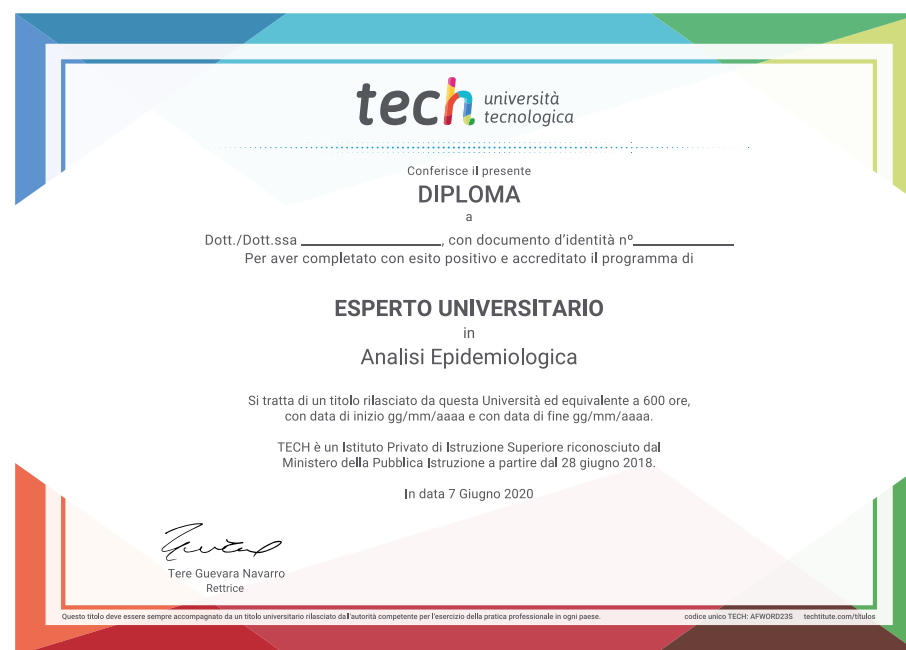 tech università
tecnologica
Conferisce il presente
DIPLOMA
a
Dott./Dott.ssa ____________________, con documento d'identità nº______________
Per aver completato con esito positivo e accreditato il programma di
ESPERTO UNIVERSITARIO
in
Analisi Epidemiologica
Si tratta di un titolo rilasciato da questa Università ed equivalente a 600 ore,
con data di inizio gg/mm/aaaa e con data di fine gg/mm/aaaa.
TECH è un Istituto Privato di Istruzione Superiore riconosciuto dal
Ministero della Pubblica Istruzione a partire dal 28 giugno 2018.
In data 7 Giugno 2020
Tere Guevara Navarro
Rettrice
Questo titolo deve essere sempre accompagnato da un titolo universitario rilasciato dall'autorità competente per l'esercizio della pratica professionale in ogni paese. codice unico TECH: AFWORD23S techtitute.com/titulos